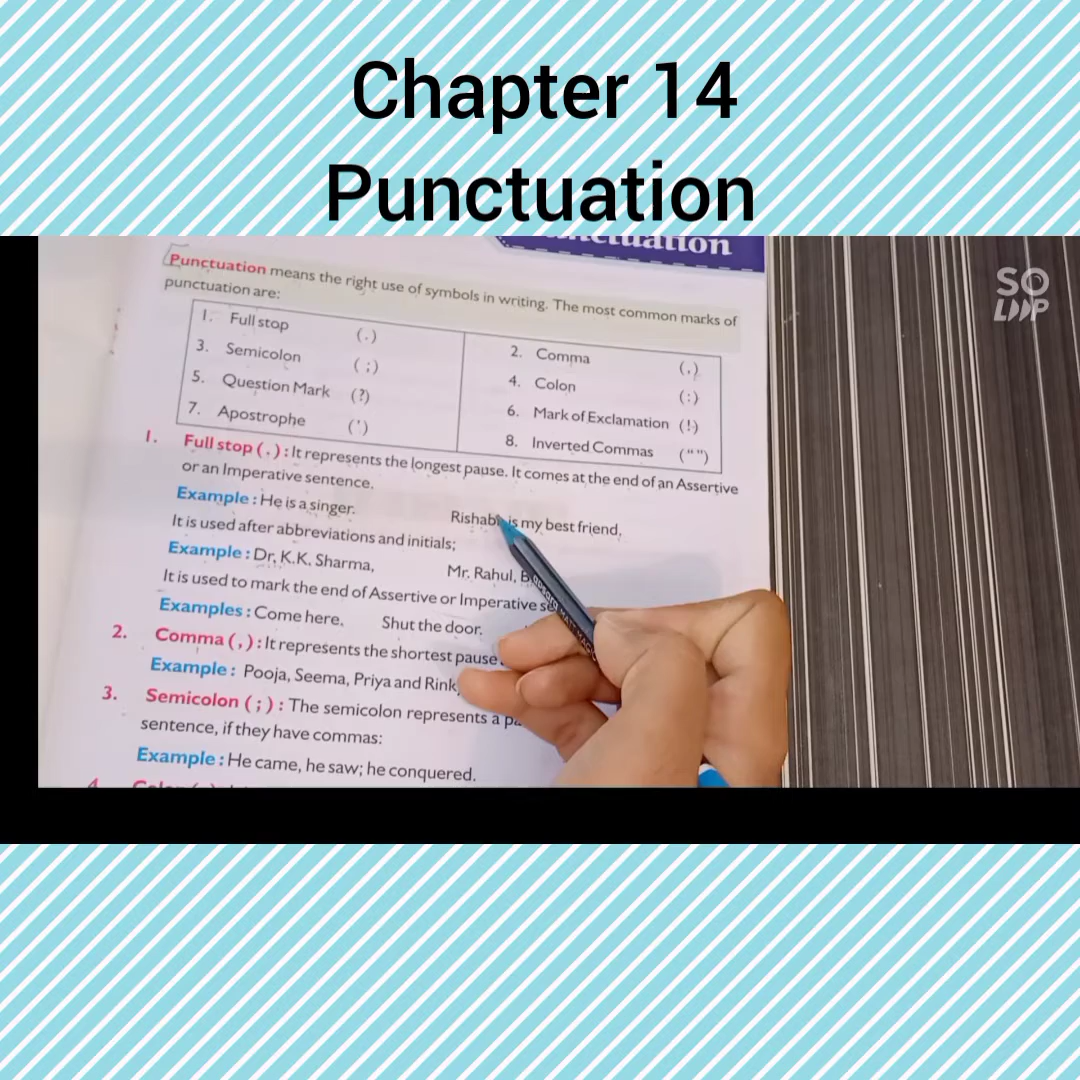 Chapter 14
Punctuation
SO
LOOP
Punctuation means the right use of symbols in writing. The most common marks of
punctuation are:
1. Full stop (.)
2. Comma (,)
3. Semicolon (;)
4. Colon (:)
5. Question Mark (?)
6. Mark of Exclamation (!)
7. Apostrophe (')
8. Inverted Commas (“ ”)
1. Full stop (.) : It represents the longest pause. It comes at the end of an Assertive
or an Imperative sentence.
Example : He is a singer. is my best friend.
It is used after abbreviations and initials;
Example : Dr. K.K. Sharma, Mr. Rahul,
It is used to mark the end of Assertive or Imperative
Examples : Come here. Shut the door.
2. Comma (,) : It represents the shortest pause.
Example : Pooja, Seema, Priya and
3. Semicolon (;) : The semicolon represents a
sentence, if they have commas:
Example : He came, he saw; he conquered.